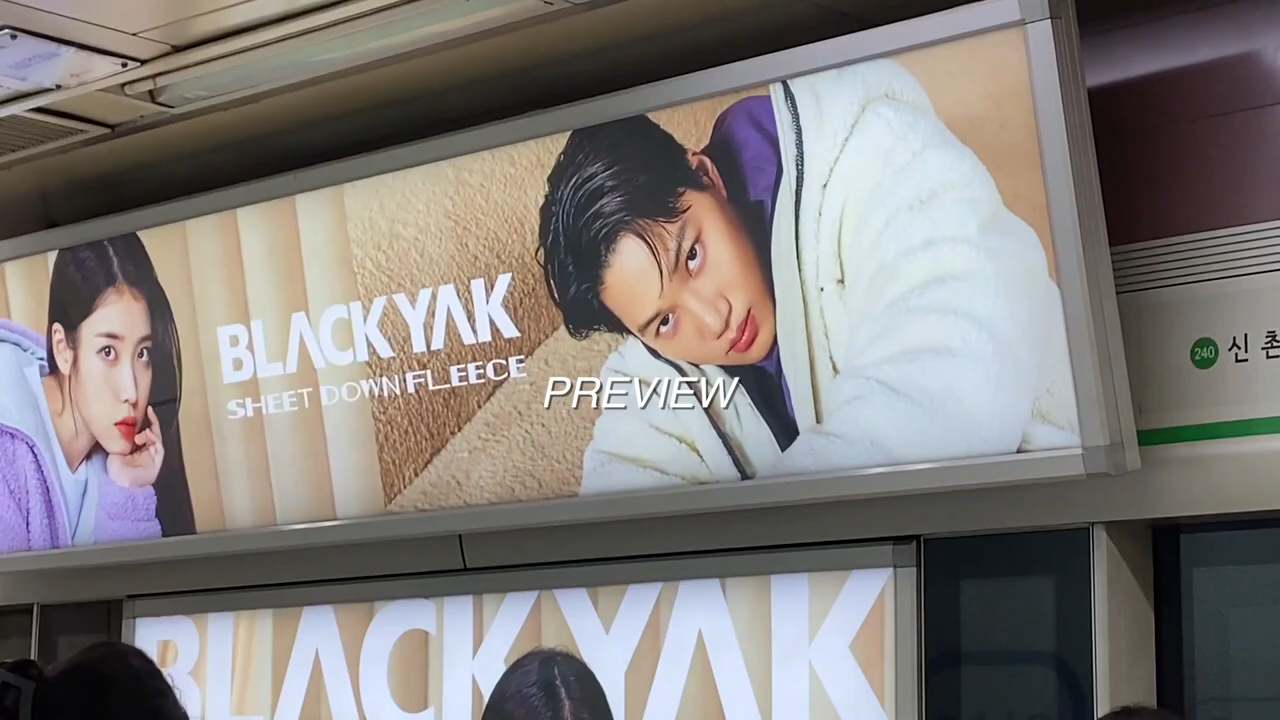 BLACKYAK
SHEET DOWN FLEECE
PREVIEW
240 신촌
BLACKYAK